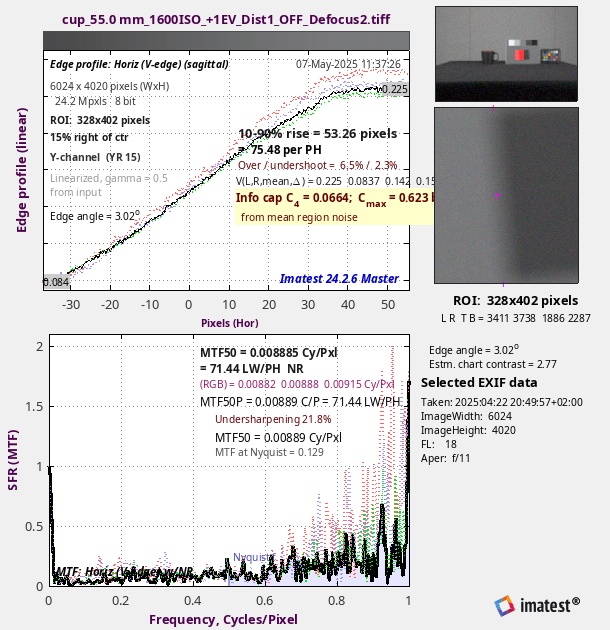 cup_55.0 mm_1600ISO_+1EV_Dist1_OFF_Defocus2.tiff
Edge profile: Horiz (V-edge) (sagittal)
07-May-2025 11:37:26
6024 x 4020 pixels (WxH)
24.2 Mpxls   8 bit
ROI:  328x402 pixels
15% right of ctr
Y-channel  (YR 15)
Linearized, gamma = 0.5
from input
Edge angle = 3.02⁰
0.225
10-90% rise = 53.26 pixels
= 75.48 per PH
Over / undershoot =  6.5% /  2.3%
V(L,R,mean,Δ) = 0.225  0.0837  0.142  0.15
Info cap C₄ = 0.0664;  Cmax = 0.623
from mean region noise
0.084
Imatest 24.2.6 Master
Edge profile (linear)
-30 -20 -10 0 10 20 30 40 50
Pixels (Hor)
ROI:  328x402 pixels
L R  T B = 3411 3738  1886 2287
Edge angle = 3.02⁰
Estm. chart contrast = 2.77
Selected EXIF data
Taken: 2025:04:22 20:49:57+02:00
ImageWidth:  6024
ImageHeight:  4020
FL:   18
Aper:  f/11
MTF50 = 0.008885 Cy/Pxl
= 71.44 LW/PH  NR
(RGB) = 0.00882  0.00888  0.00915 Cy/Pxl
MTF50P = 0.00889 C/P = 71.44 LW/PH
Undersharpening 21.8%
MTF50 = 0.00889 Cy/Pxl
MTF at Nyquist = 0.129
Nyquist
MTF: Horiz (V-edge) w/NR
SFR (MTF)
2
1.5
1
0.5
0
0 0.2 0.4 0.6 0.8 1
Frequency, Cycles/Pixel
imatest®